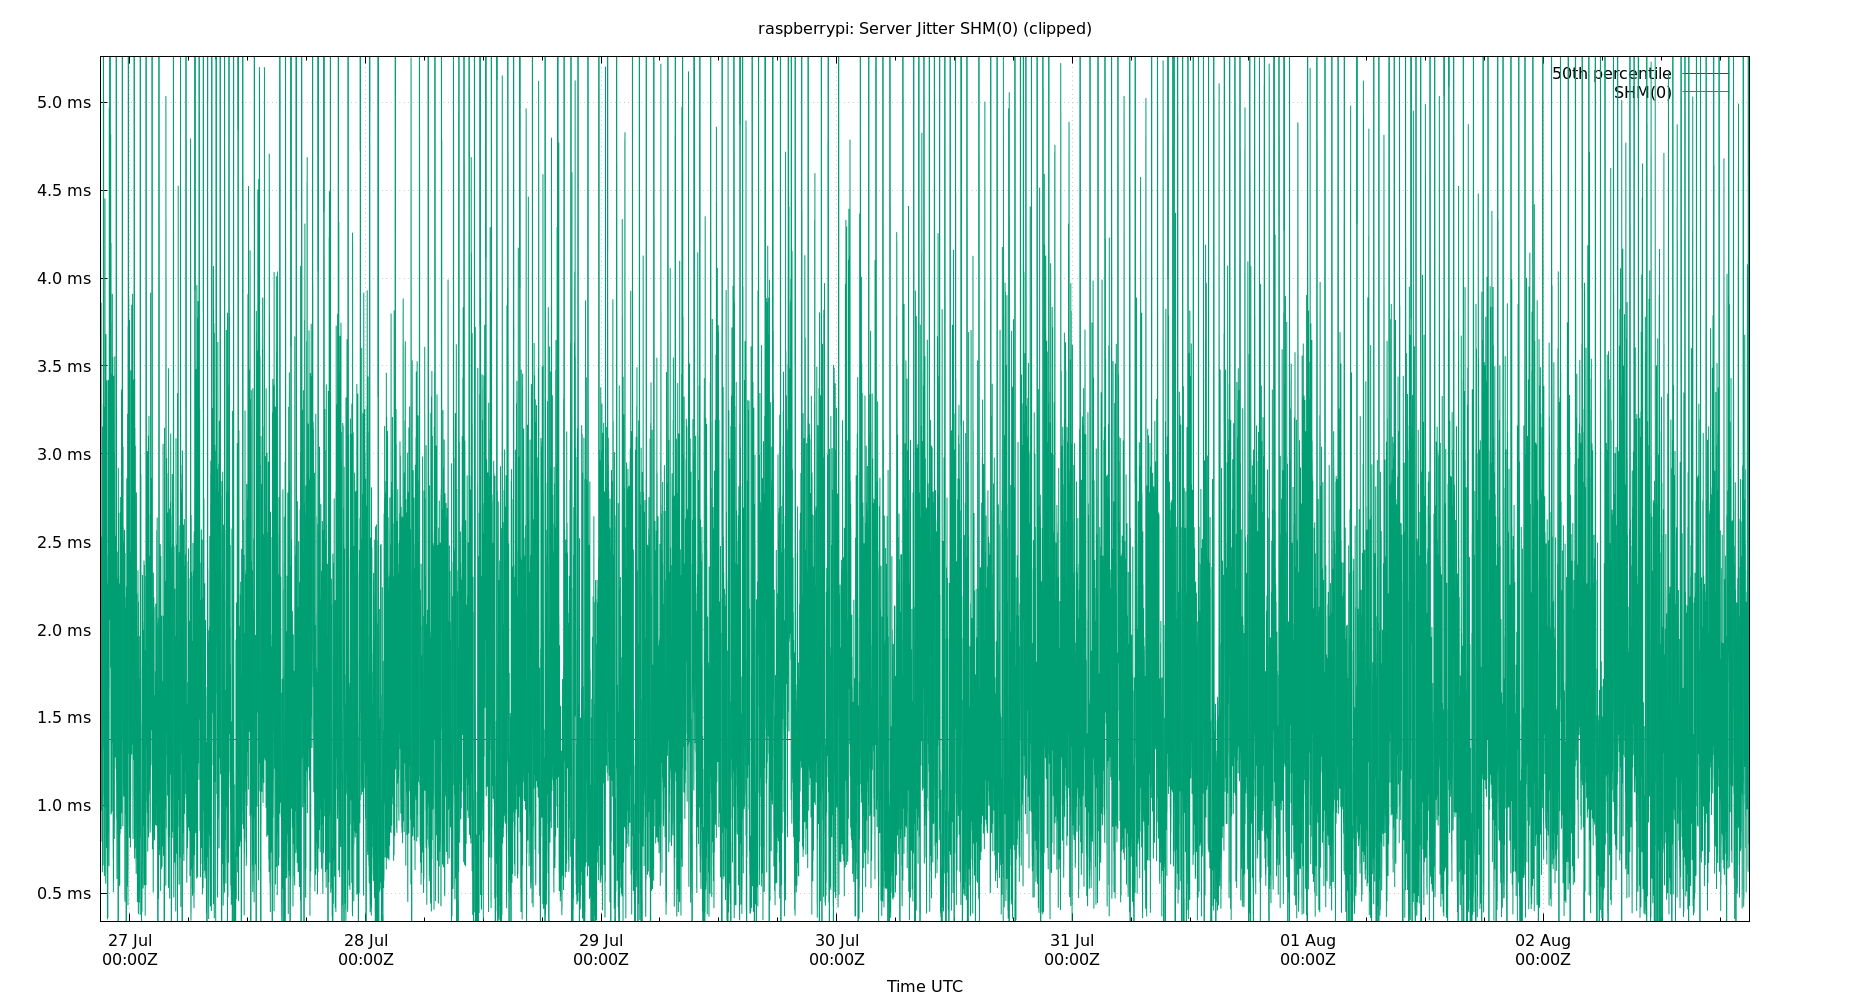 raspberrypi: Server Jitter SHM(0) (clipped)
50th percentile
SHM(0)
5.0 ms
4.5 ms
4.0 ms
3.5 ms
3.0 ms
2.5 ms
2.0 ms
1.5 ms
1.0 ms
0.5 ms
27 Jul 28 Jul 29 Jul 30 Jul 31 Jul 01 Aug 02 Aug
00:00Z 00:00Z 00:00Z 00:00Z 00:00Z 00:00Z 00:00Z
Time UTC